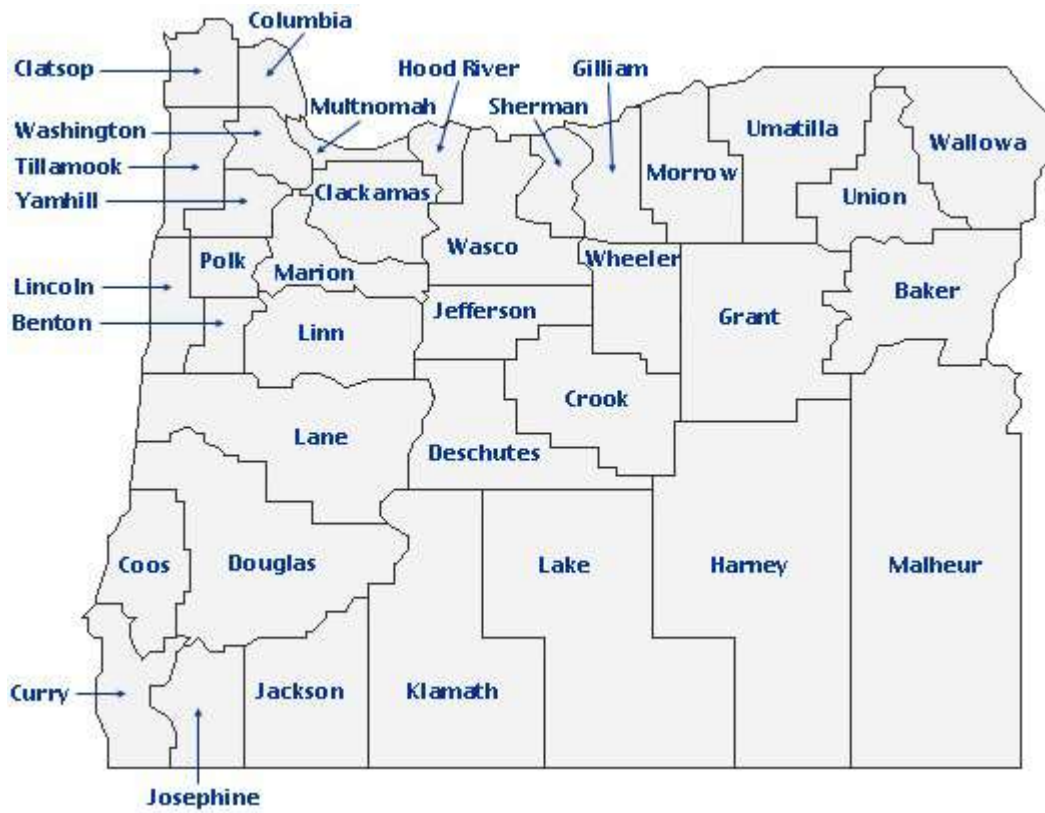 Columbia
Clatsop
Hood River
Gilliam
Multnomah
Sherman
Washington
Umatilla
Wallowa
Tillamook
Morrow
Yamhill
Clackamas
Union
Polk
Wasco
Wheeler
Marion
Lincoln
Baker
Benton
Jefferson
Grant
Linn
Crook
Lane
Deschutes
Coos
Douglas
Lake
Harney
Malheur
Curry
Jackson
Klamath
Josephine